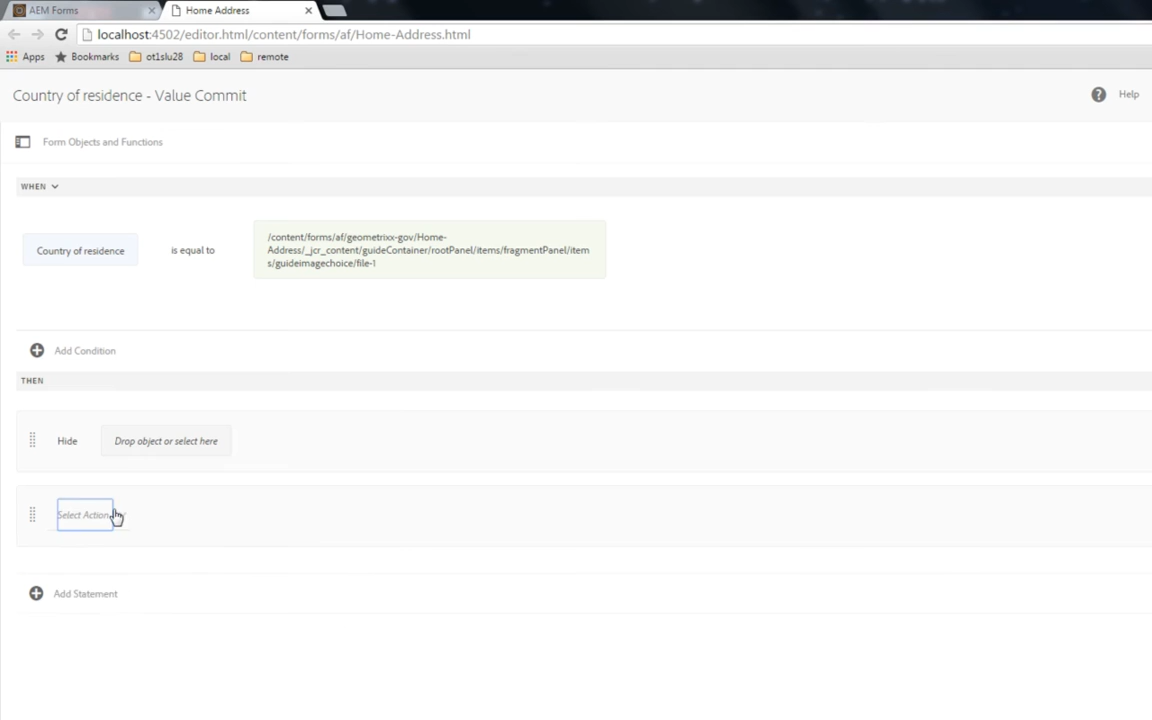 AEM Forms
Home Address
localhost:4502/editor.html/content/forms/af/Home-Address.html
Apps
Bookmarks
ot1slu28
local
remote
Country of residence - Value Commit
Help
Form Objects and Functions
WHEN
Country of residence
is equal to
/content/forms/af/geometrixx-gov/Home-
Address/_jcr_content/guideContainer/rootPanel/items/fragmentPanel/item
s/guideimagechoice/file-1
Add Condition
THEN
Hide
Drop object or select here
Select Action
Add Statement